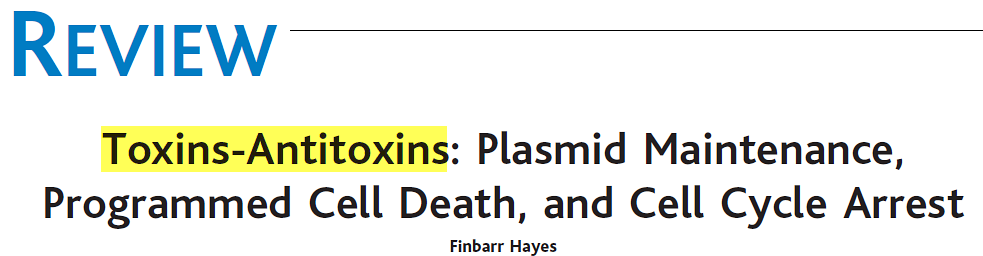 REVIEW
Toxins-Antitoxins: Plasmid Maintenance,
Programmed Cell Death, and Cell Cycle Arrest
Finbarr Hayes